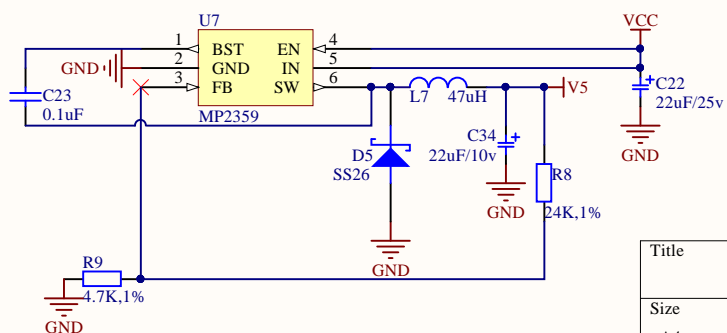 U7
VCC
1 BST EN 4
GND 2 GND IN 5
3 FB SW 6
MP2359
C23
0.1uF
L7 47uH
V5
C22
22uF/25v
GND
C34
22uF/10v
D5
SS26
R8
24K,1%
GND
GND
R9
4.7K,1%
GND
Title
Size